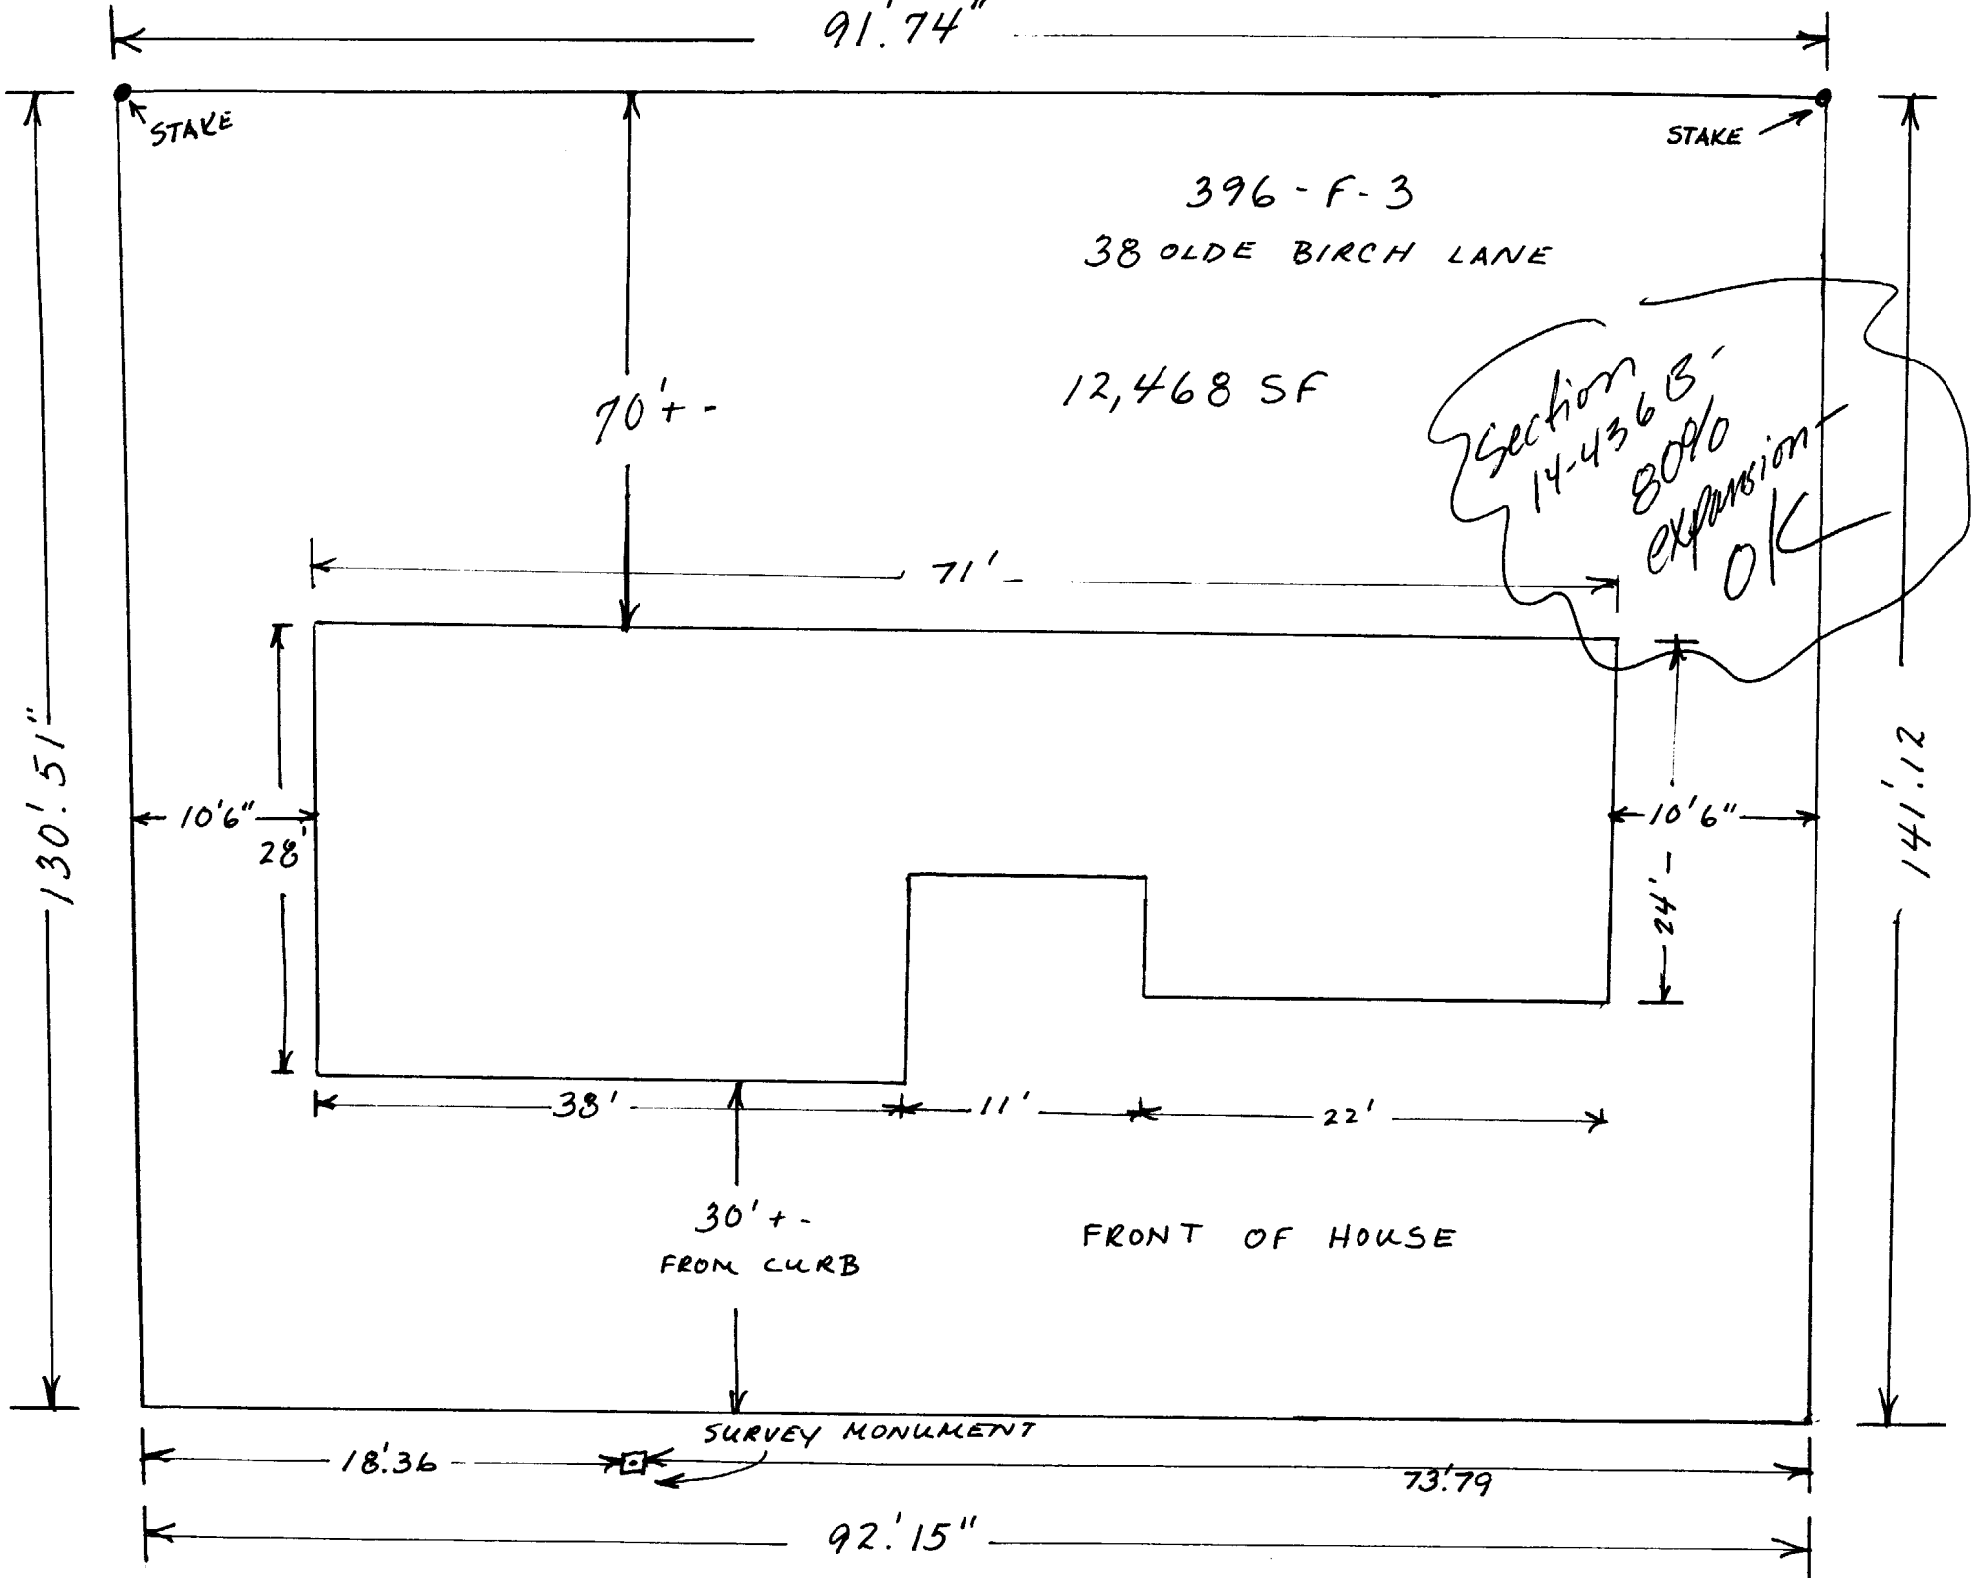 91.'74"
STAKE
STAKE
396 - F - 3
38 OLDE BIRCH LANE
12,468 SF
Section
14-436 B -
80%
expansion -
OK
70' + -
71'
130.'51"
10'6"
28'
10'6"
24'
141.'12
38'
11'
22'
30' + -
FROM CURB
FRONT OF HOUSE
SURVEY MONUMENT
18.'36
73.'79
92.'15"